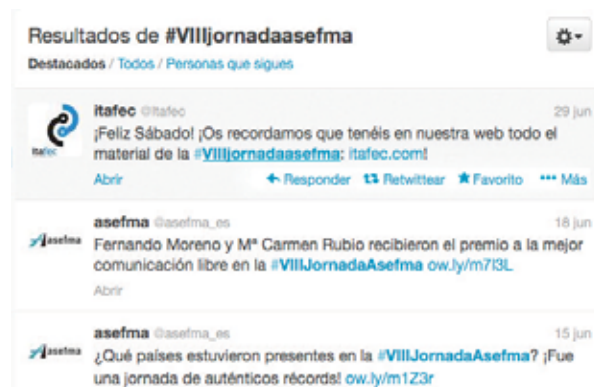 Resultados de #VIIIjornadaasefma
Destacados / Todos / Personas que sigues
itafec @itafec 29 jun
¡Feliz Sábado! ¡Os recordamos que tenéis en nuestra web todo el
material de la #VIIIjornadaasefma: itafec.com!
Abrir Responder Retwittear Favorito Más
itafec
asefma @asefma_es 18 jun
Asefma
Fernando Moreno y Mª Carmen Rubio recibieron el premio a la mejor
comunicación libre en la #VIIIJornadaAsefma ow.ly/m7l3L
Abrir
asefma @asefma_es 15 jun
Asefma
¿Qué países estuvieron presentes en la #VIIIJornadaAsefma? ¡Fue
una jornada de auténticos récords! ow.ly/m1Z3r